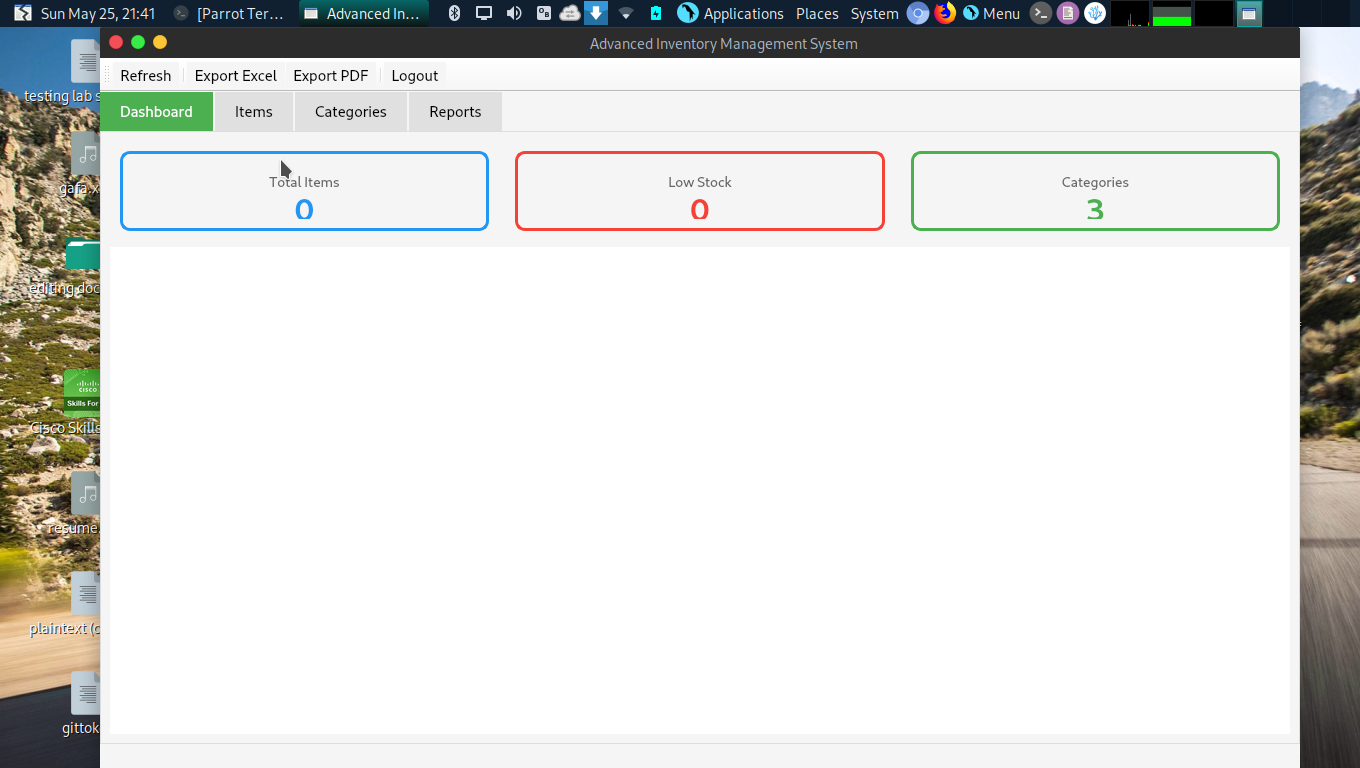 Sun May 25, 21:41
[Parrot Ter...
Advanced In...
Applications
Places
System
Menu
Advanced Inventory Management System
Refresh
Export Excel
Export PDF
Logout
Dashboard
Items
Categories
Reports
Total Items
0
Low Stock
0
Categories
3
testing lab s
gafa.x
editing doc
cisco
Skills For
Cisco Skills
resume.
plaintext (c
gittok